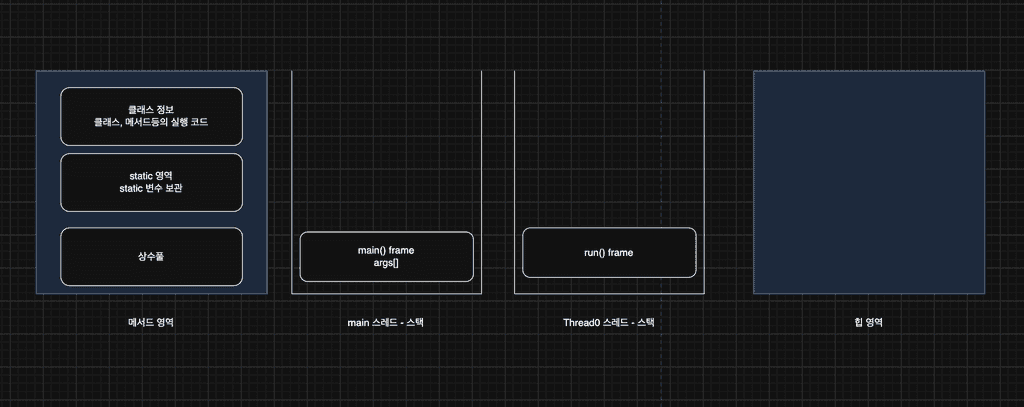 클래스 정보
클래스, 메서드등의 실행 코드
static 영역
static 변수 보관
상수풀
main() frame
args[]
run() frame
메서드 영역
main 스레드 - 스택
Thread0 스레드 - 스택
힙 영역